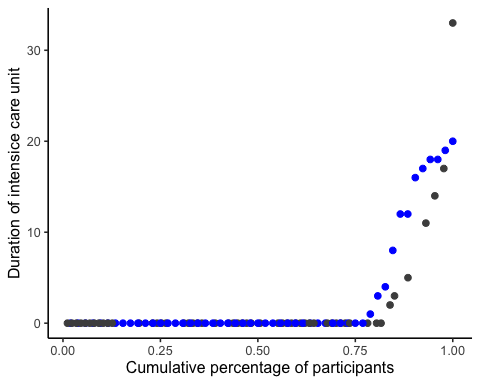 Duration of intensice care unit
30
20
10
0
0.00 0.25 0.50 0.75 1.00
Cumulative percentage of participants